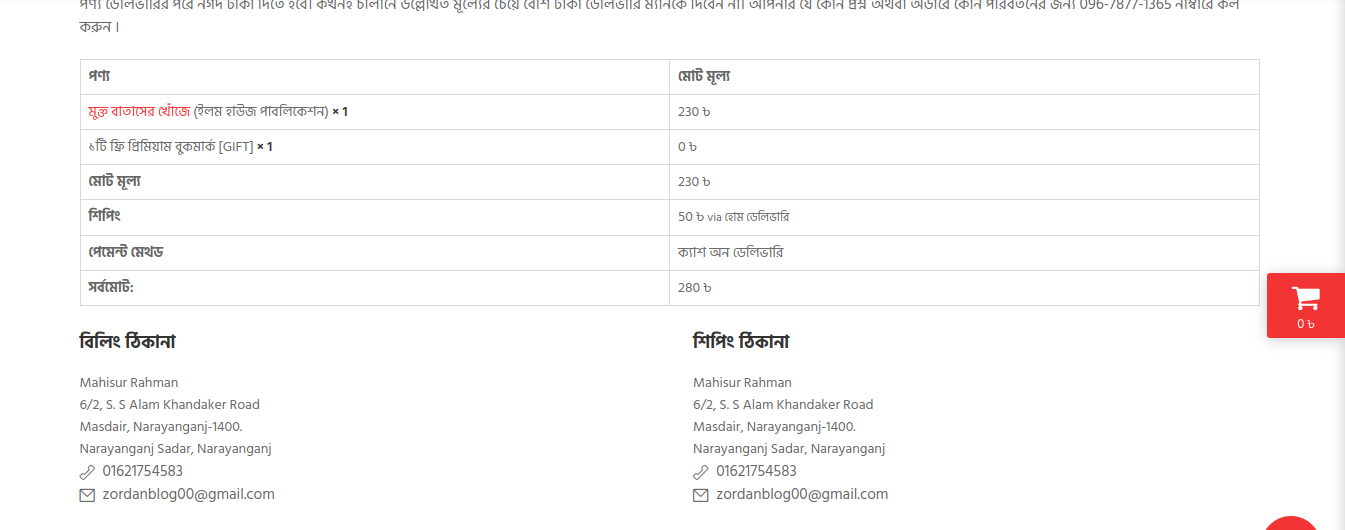 পণ্য ডেলিভারির পরে নগদ টাকা দিতে হবে। কখনই চালানে উল্লেখিত মূল্যের চেয়ে বেশি টাকা ডেলিভারি ম্যানকে দিবেন না। আপনার যে কোন প্রশ্ন অথবা অর্ডারে কোন পরিবর্তনের জন্য 096-7877-1365 নাম্বারে কল
করুন।
পণ্য মোট মূল্য
মুক্ত বাতাসের খোঁজে (ইলম হাউজ পাবলিকেশন) × 1 230 ৳
১টি ফ্রি প্রিমিয়াম বুকমার্ক [GIFT] × 1 0 ৳
মোট মূল্য 230 ৳
শিপিং 50 ৳ via হোম ডেলিভারি
পেমেন্ট মেথড ক্যাশ অন ডেলিভারি
সর্বমোট: 280 ৳
0 ৳
বিলিং ঠিকানা
Mahisur Rahman
6/2, S. S Alam Khandaker Road
Masdair, Narayanganj-1400.
Narayanganj Sadar, Narayanganj
01621754583
zordanblog00@gmail.com
শিপিং ঠিকানা
Mahisur Rahman
6/2, S. S Alam Khandaker Road
Masdair, Narayanganj-1400.
Narayanganj Sadar, Narayanganj
01621754583
zordanblog00@gmail.com